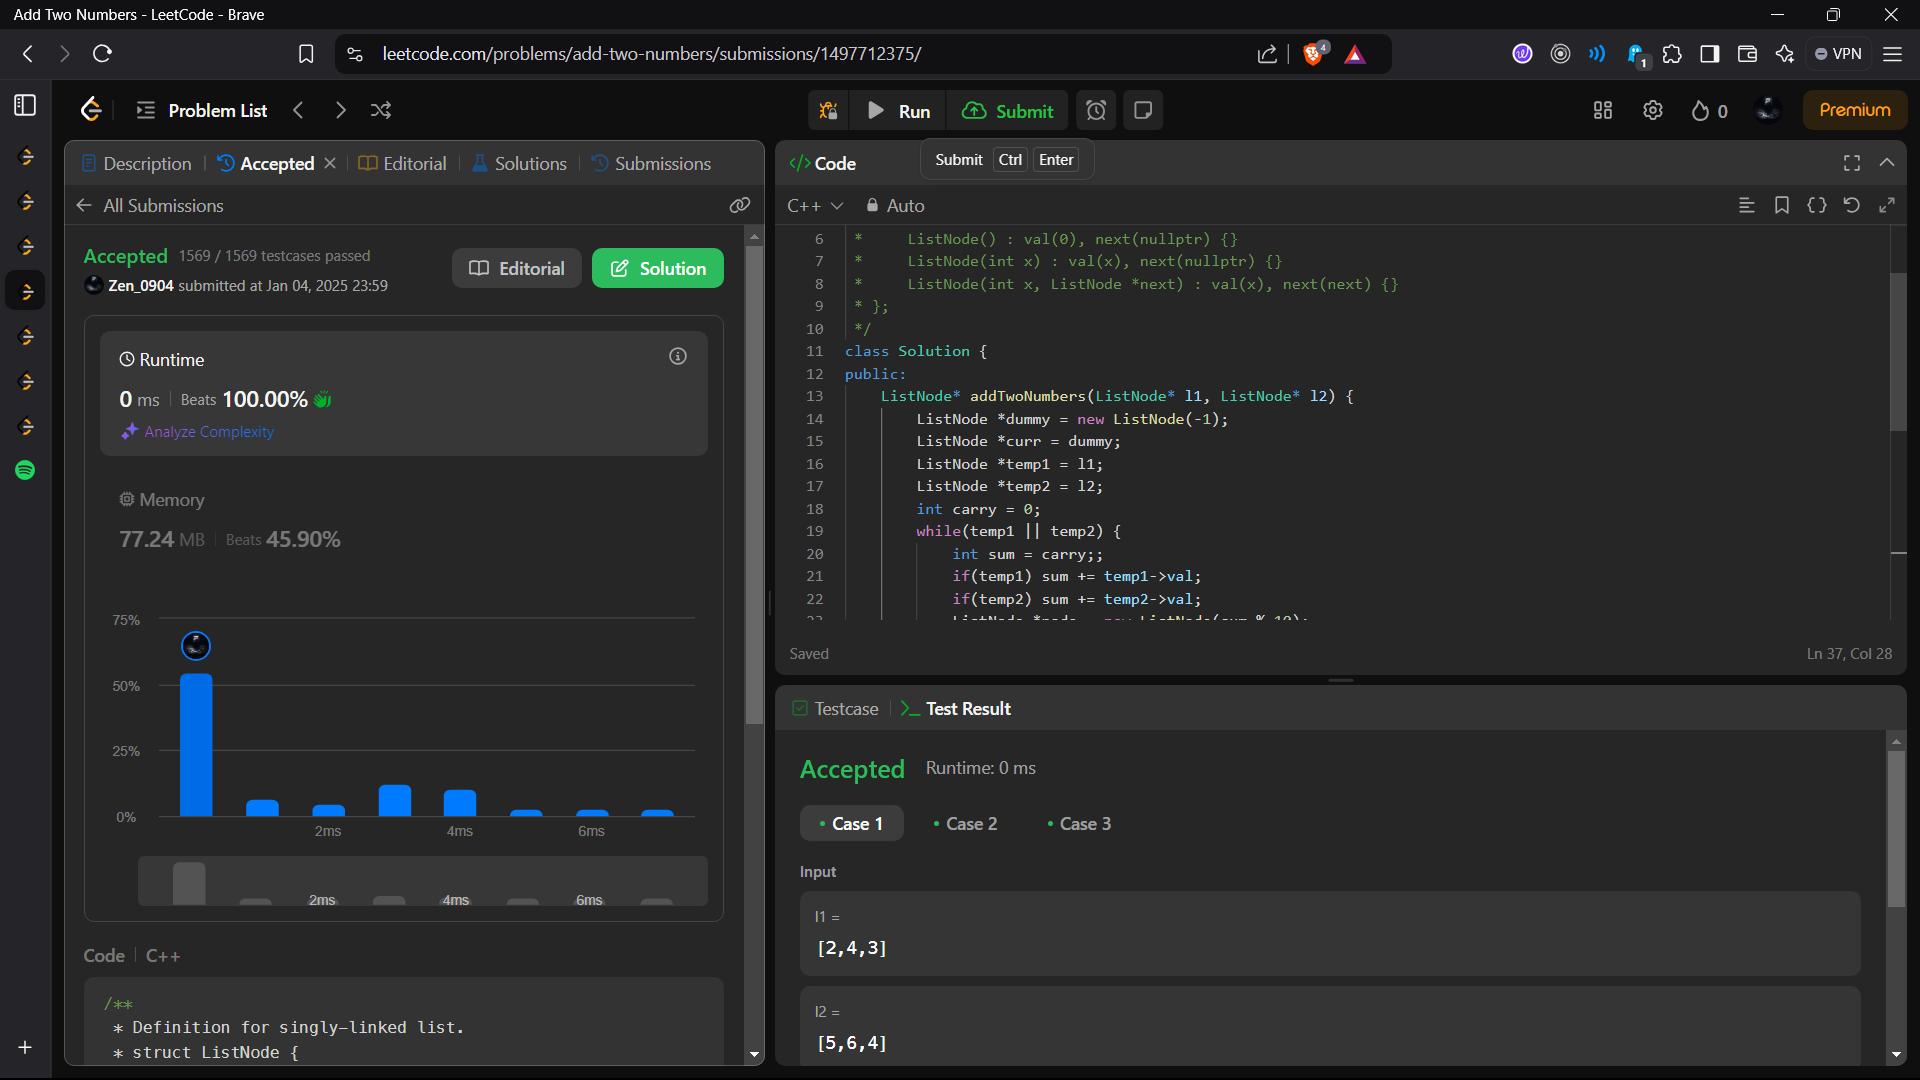 Add Two Numbers - LeetCode - Brave
leetcode.com/problems/add-two-numbers/submissions/1497712375/
4
1
VPN
Problem List
Run
Submit
0
Premium
Description
Accepted
Editorial
Solutions
Submissions
All Submissions
Accepted 1569 / 1569 testcases passed
Zen_0904 submitted at Jan 04, 2025 23:59
Editorial
Solution
Runtime
0 ms Beats 100.00%
Analyze Complexity
Memory
77.24 MB Beats 45.90%
75%
50%
25%
0%
2ms 4ms 6ms
2ms 4ms 6ms
Code C++
/**
* Definition for singly-linked list.
* struct ListNode {
</> Code
Submit Ctrl Enter
C++ Auto
6 * ListNode() : val(0), next(nullptr) {}
7 * ListNode(int x) : val(x), next(nullptr) {}
8 * ListNode(int x, ListNode *next) : val(x), next(next) {}
9 * };
10 */
11 class Solution {
12 public:
13 ListNode* addTwoNumbers(ListNode* l1, ListNode* l2) {
14 ListNode *dummy = new ListNode(-1);
15 ListNode *curr = dummy;
16 ListNode *temp1 = l1;
17 ListNode *temp2 = l2;
18 int carry = 0;
19 while(temp1 || temp2) {
20 int sum = carry;;
21 if(temp1) sum += temp1->val;
22 if(temp2) sum += temp2->val;
23 ListNode *node = new ListNode(sum % 10);
Saved
Ln 37, Col 28
Testcase
>_ Test Result
Accepted Runtime: 0 ms
• Case 1 • Case 2 • Case 3
Input
l1 =
[2,4,3]
l2 =
[5,6,4]